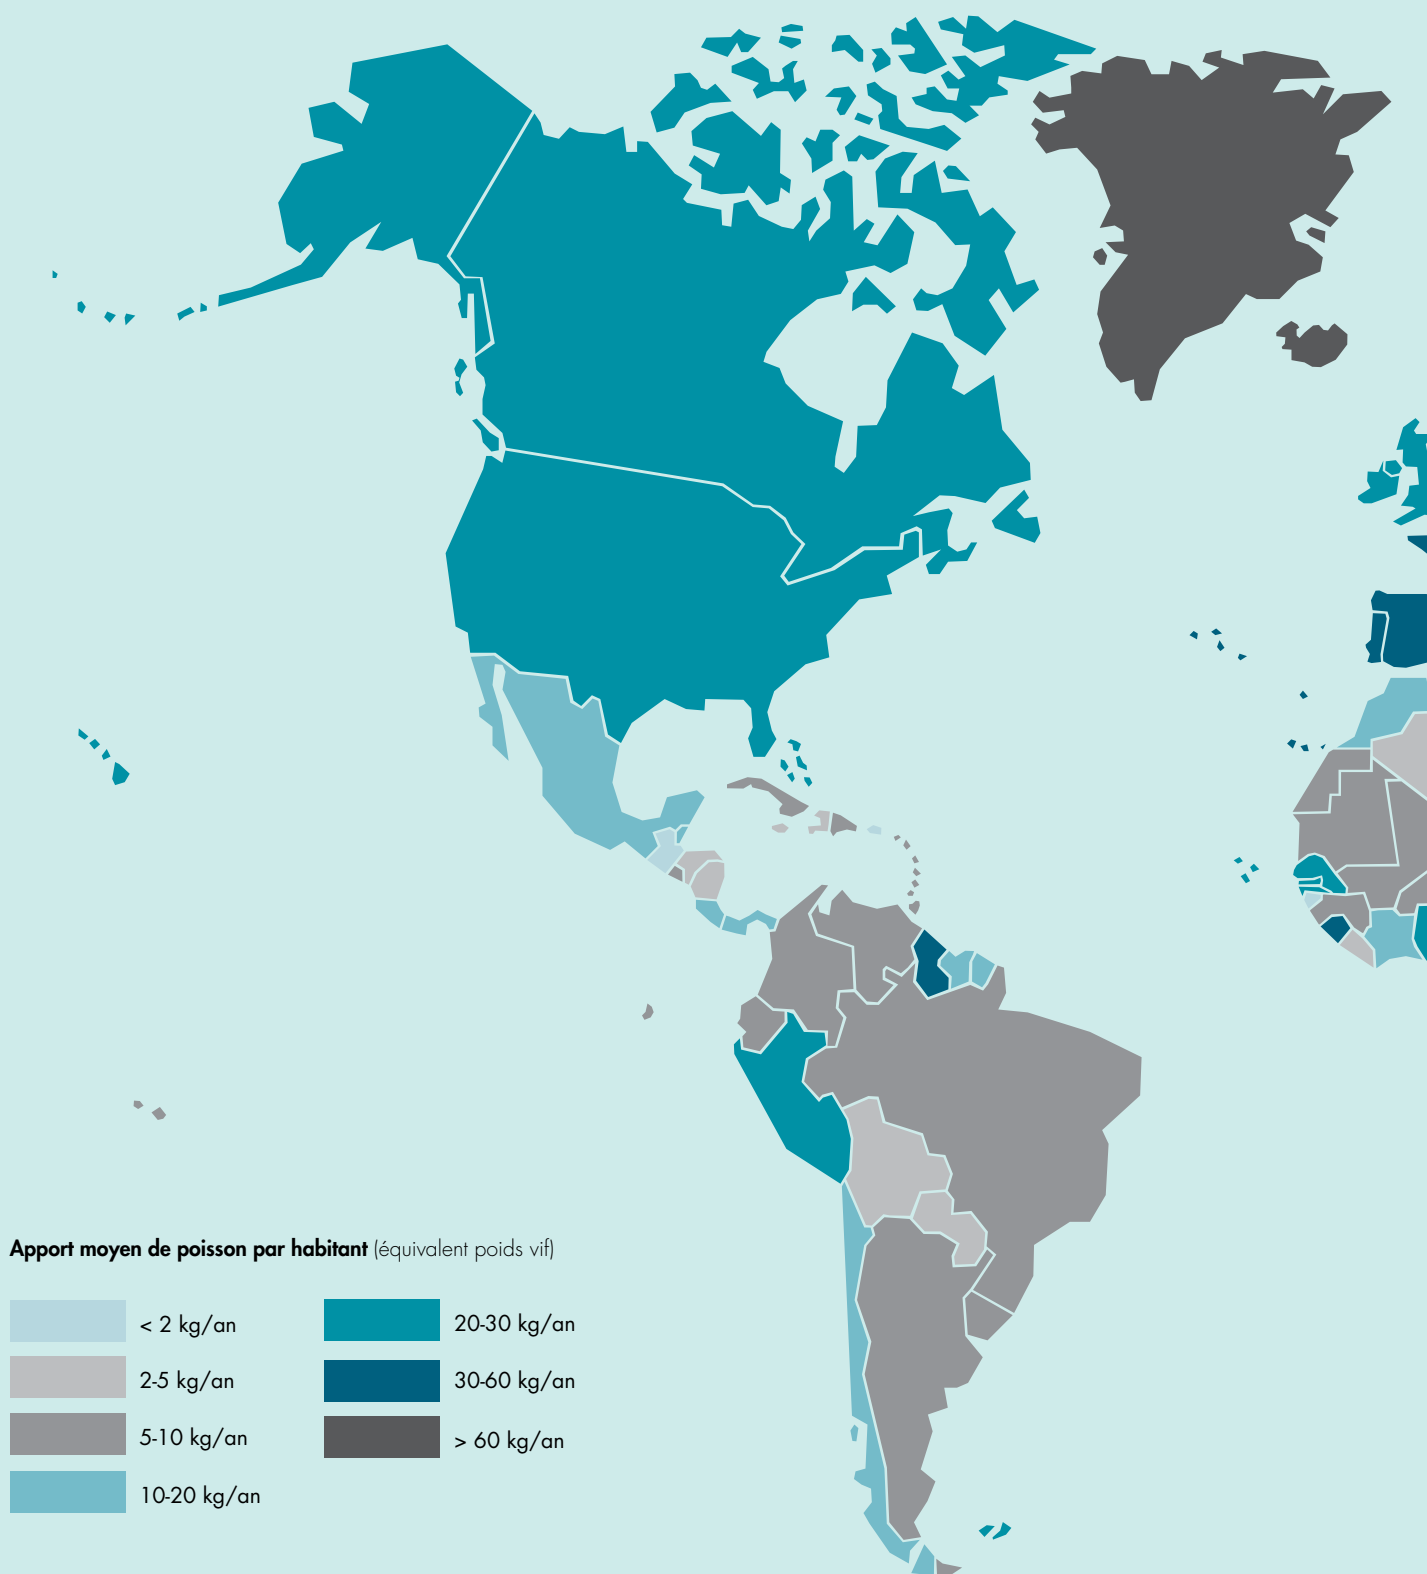 Apport moyen de poisson par habitant (équivalent poids vif)
< 2 kg/an
2-5 kg/an
5-10 kg/an
10-20 kg/an
20-30 kg/an
30-60 kg/an
> 60 kg/an